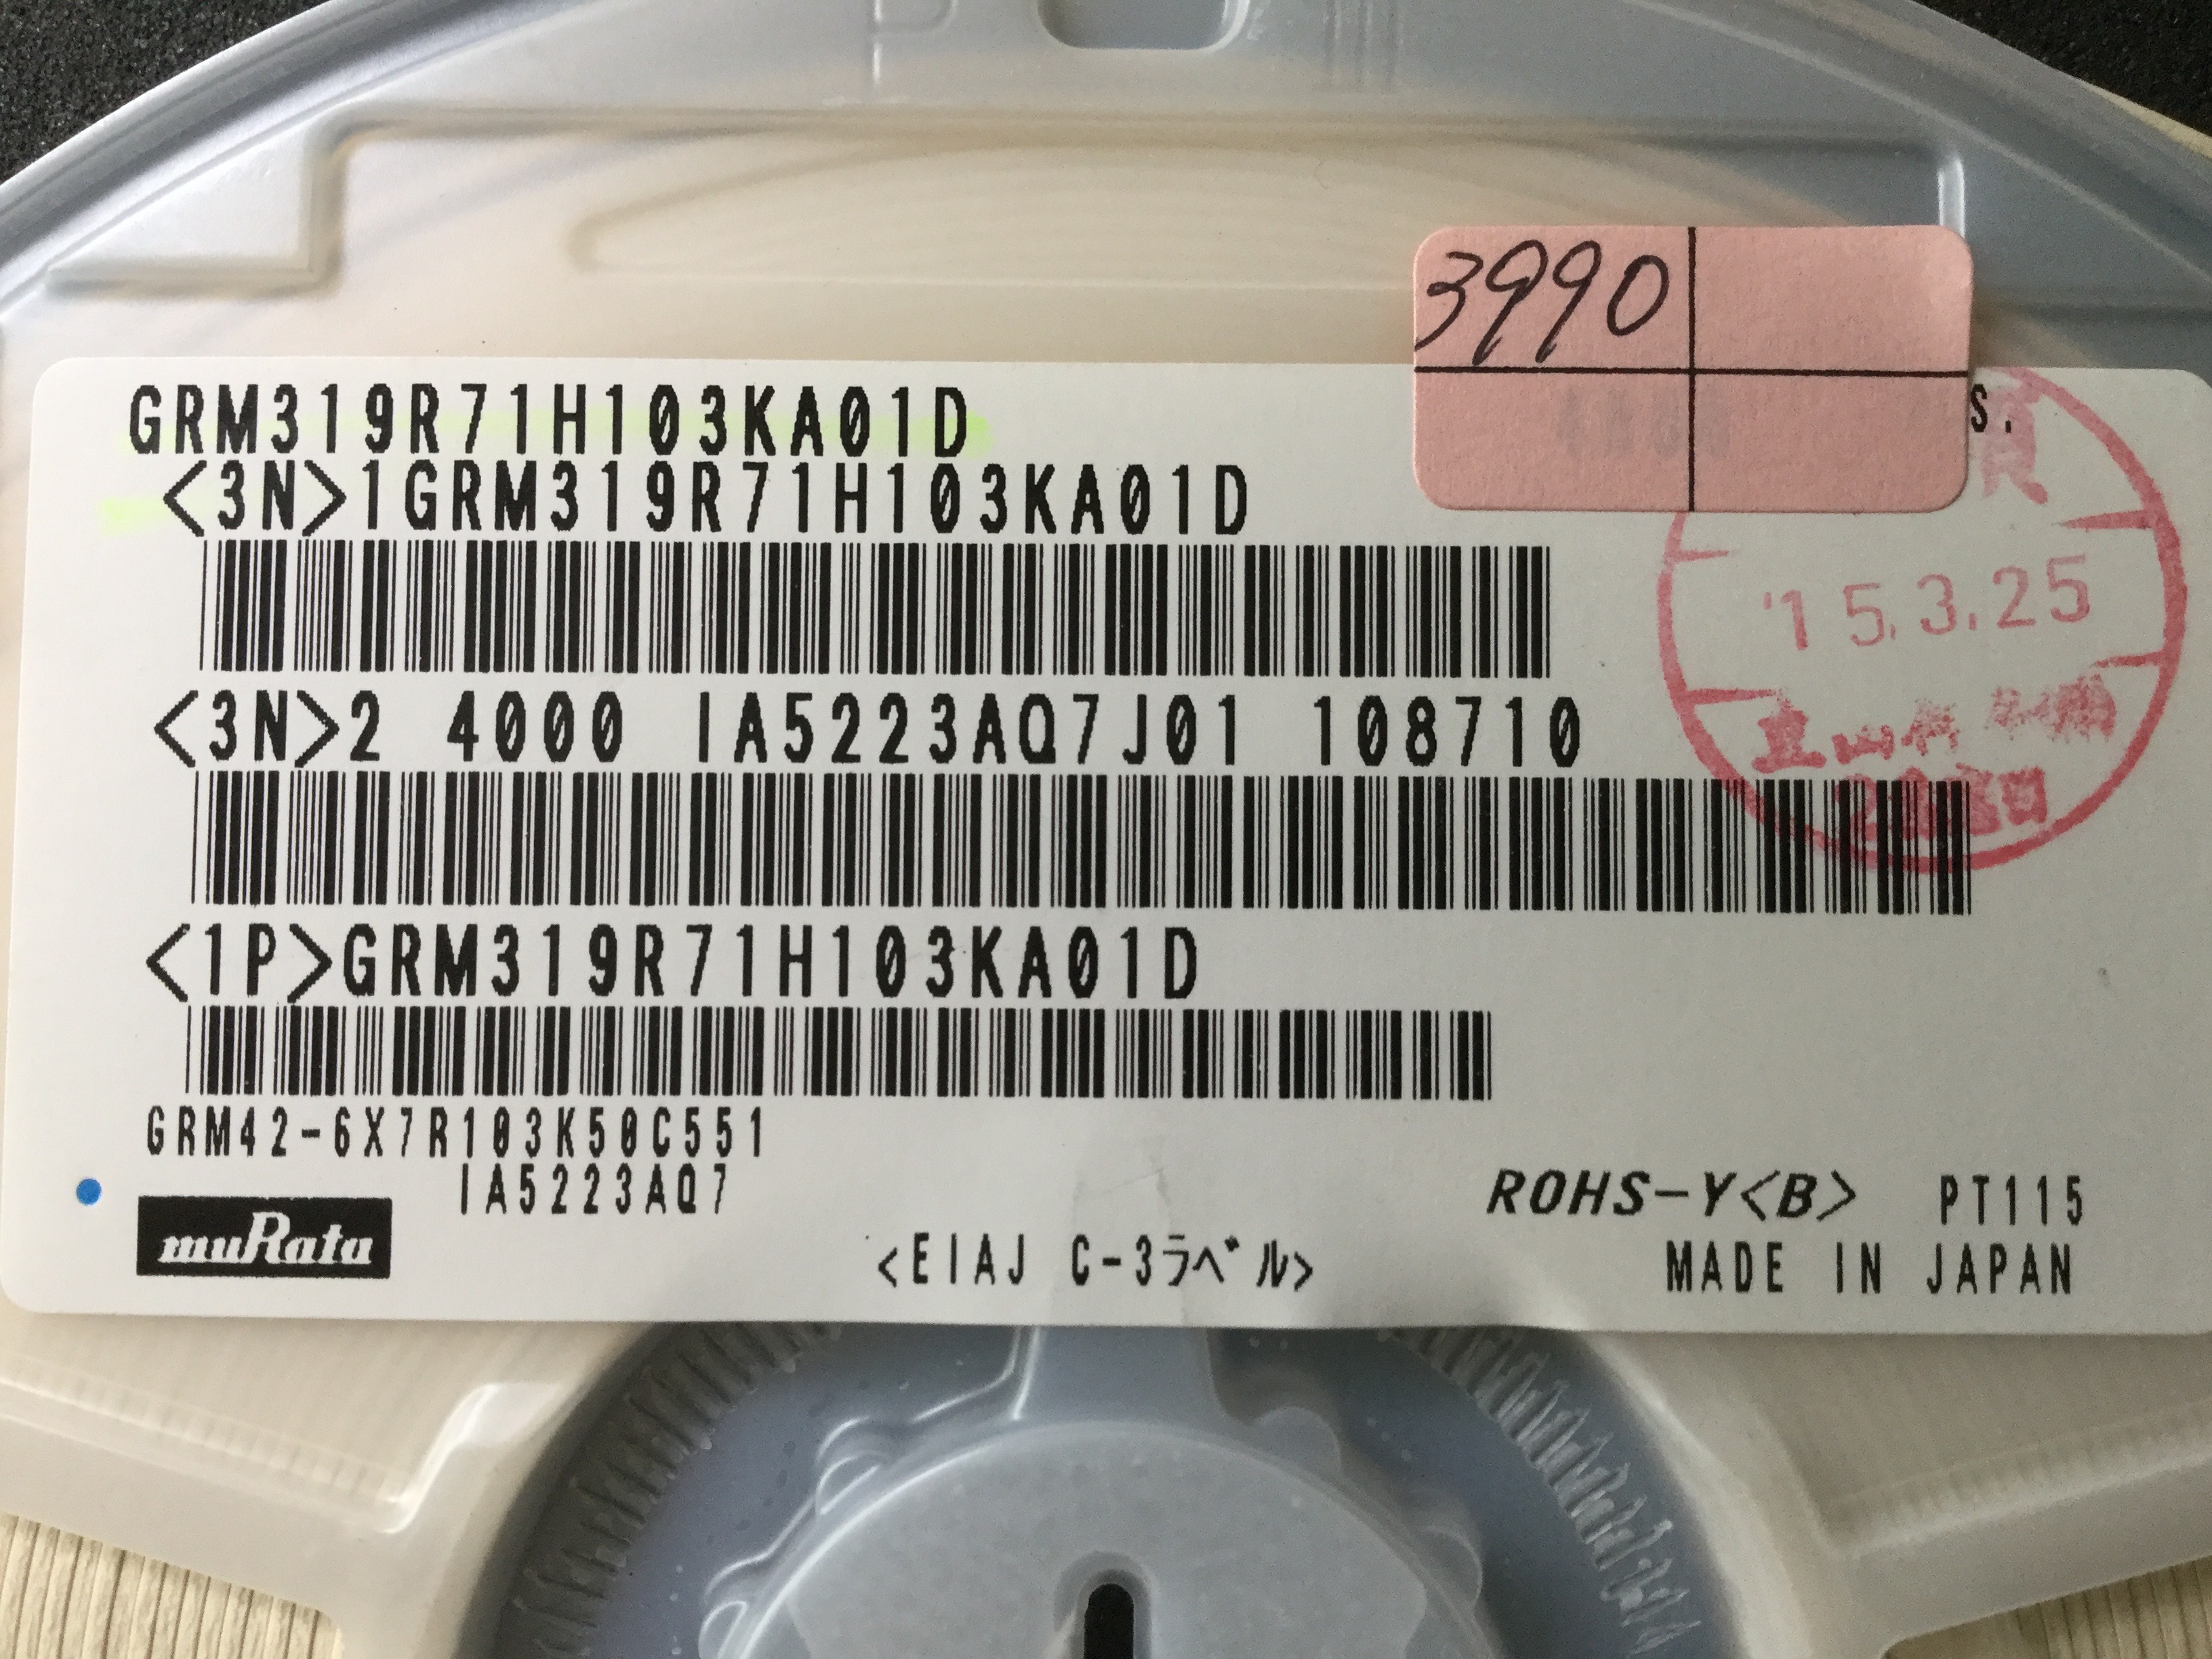 3990
GRM319R71H103KA01D
s.
<3N>1GRM319R71H103KA01D
'15.3.25
<3N>2 4000 IA5223AQ7J01 108710
<1P>GRM319R71H103KA01D
GRM42-6X7R103K50C551
IA5223AQ7
ROHS-Y<B> PT115
muRata
<EIAJ C-3ラベル>
MADE IN JAPAN